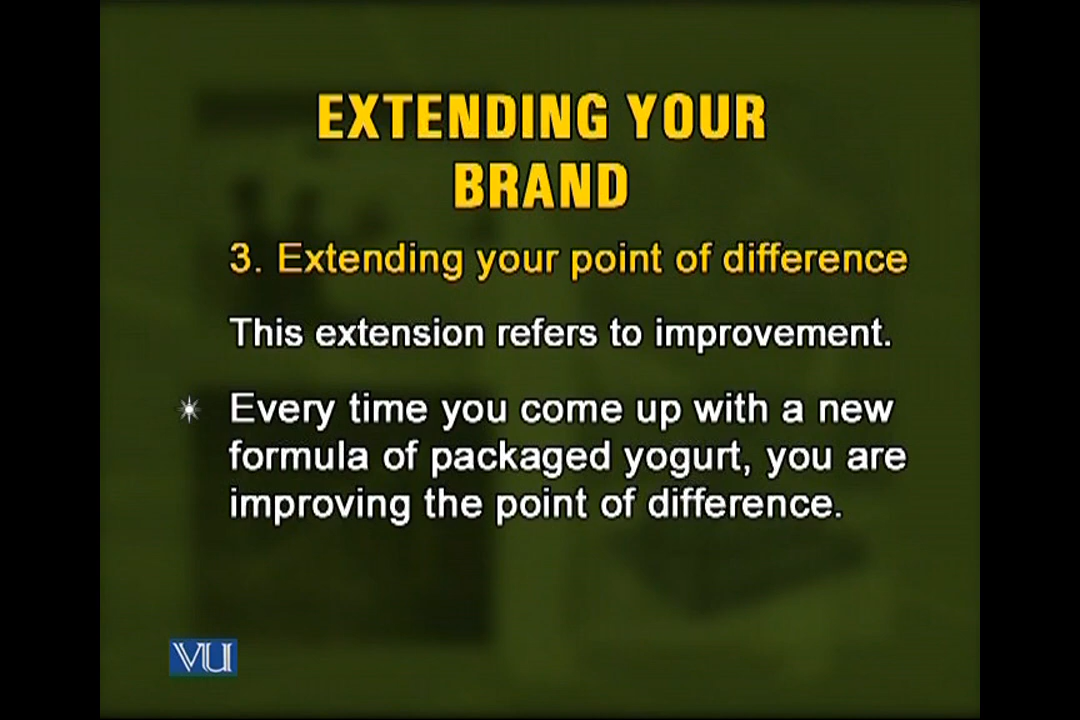 EXTENDING YOUR
BRAND
3. Extending your point of difference
This extension refers to improvement.
Every time you come up with a new
formula of packaged yogurt, you are
improving the point of difference.
VU